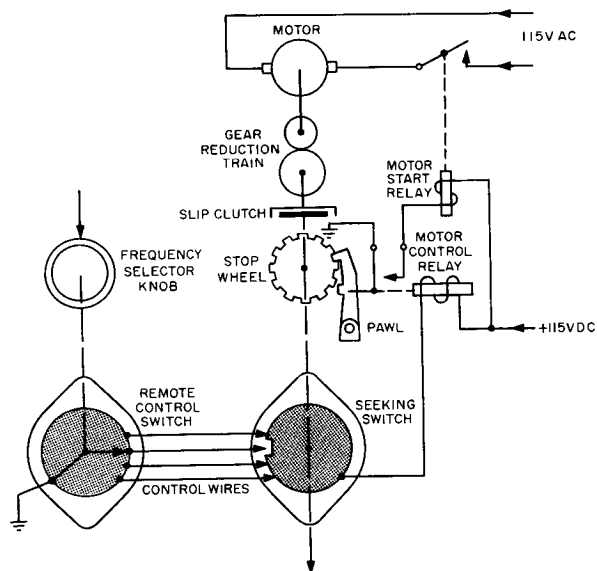 MOTOR
115V AC
GEAR
REDUCTION
TRAIN
MOTOR
START
RELAY
SLIP CLUTCH
FREQUENCY
SELECTOR
KNOB
STOP
WHEEL
MOTOR
CONTROL
RELAY
PAWL
+115VDC
REMOTE
CONTROL
SWITCH
SEEKING
SWITCH
CONTROL WIRES